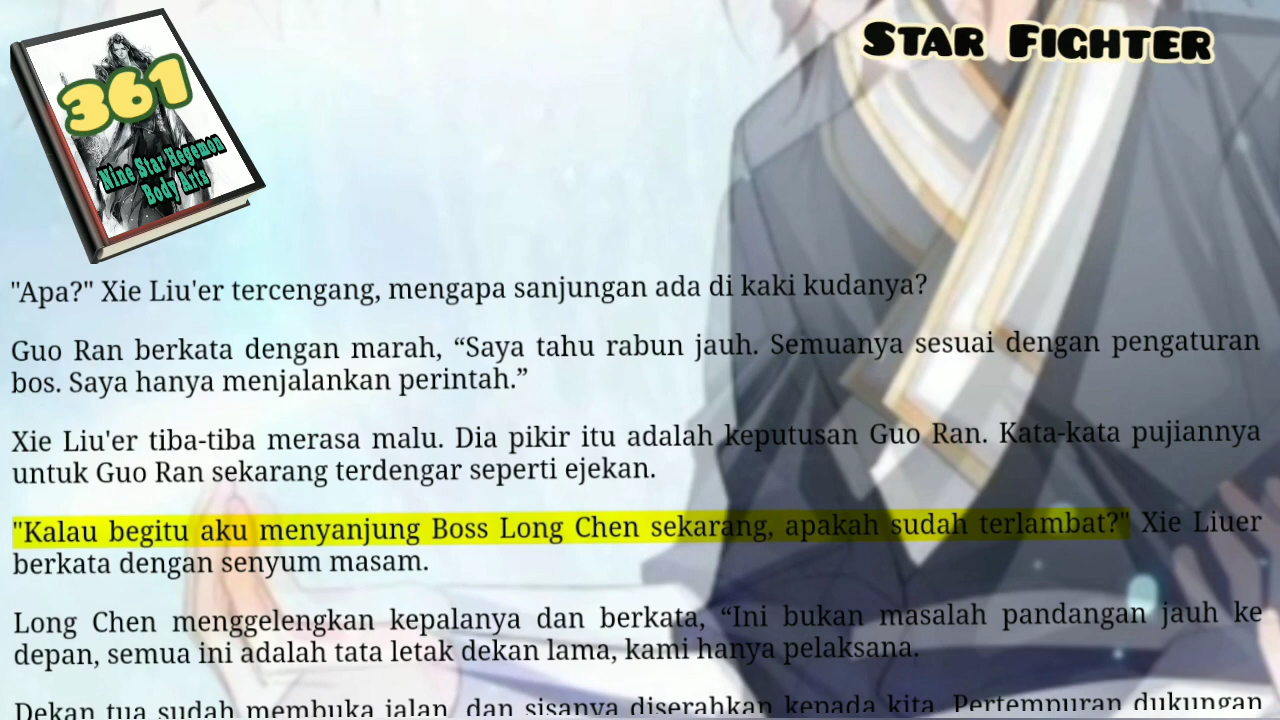 STAR FIGHTER
361
Nine Star Hegemon
Body Arts
"Apa?" Xie Liu'er tercengang, mengapa sanjungan ada di kaki kudanya?
Guo Ran berkata dengan marah, “Saya tahu rabun jauh. Semuanya sesuai dengan pengaturan
bos. Saya hanya menjalankan perintah.”
Xie Liu'er tiba-tiba merasa malu. Dia pikir itu adalah keputusan Guo Ran. Kata-kata pujiannya
untuk Guo Ran sekarang terdengar seperti ejekan.
"Kalau begitu aku menyanjung Boss Long Chen sekarang, apakah sudah terlambat?" Xie Liuer
berkata dengan senyum masam.
Long Chen menggelengkan kepalanya dan berkata, “Ini bukan masalah pandangan jauh ke
depan, semua ini adalah tata letak dekan lama, kami hanya pelaksana.
Dekan tua sudah membuka jalan, dan sisanya diserahkan kepada kita. Pertempuran dukungan